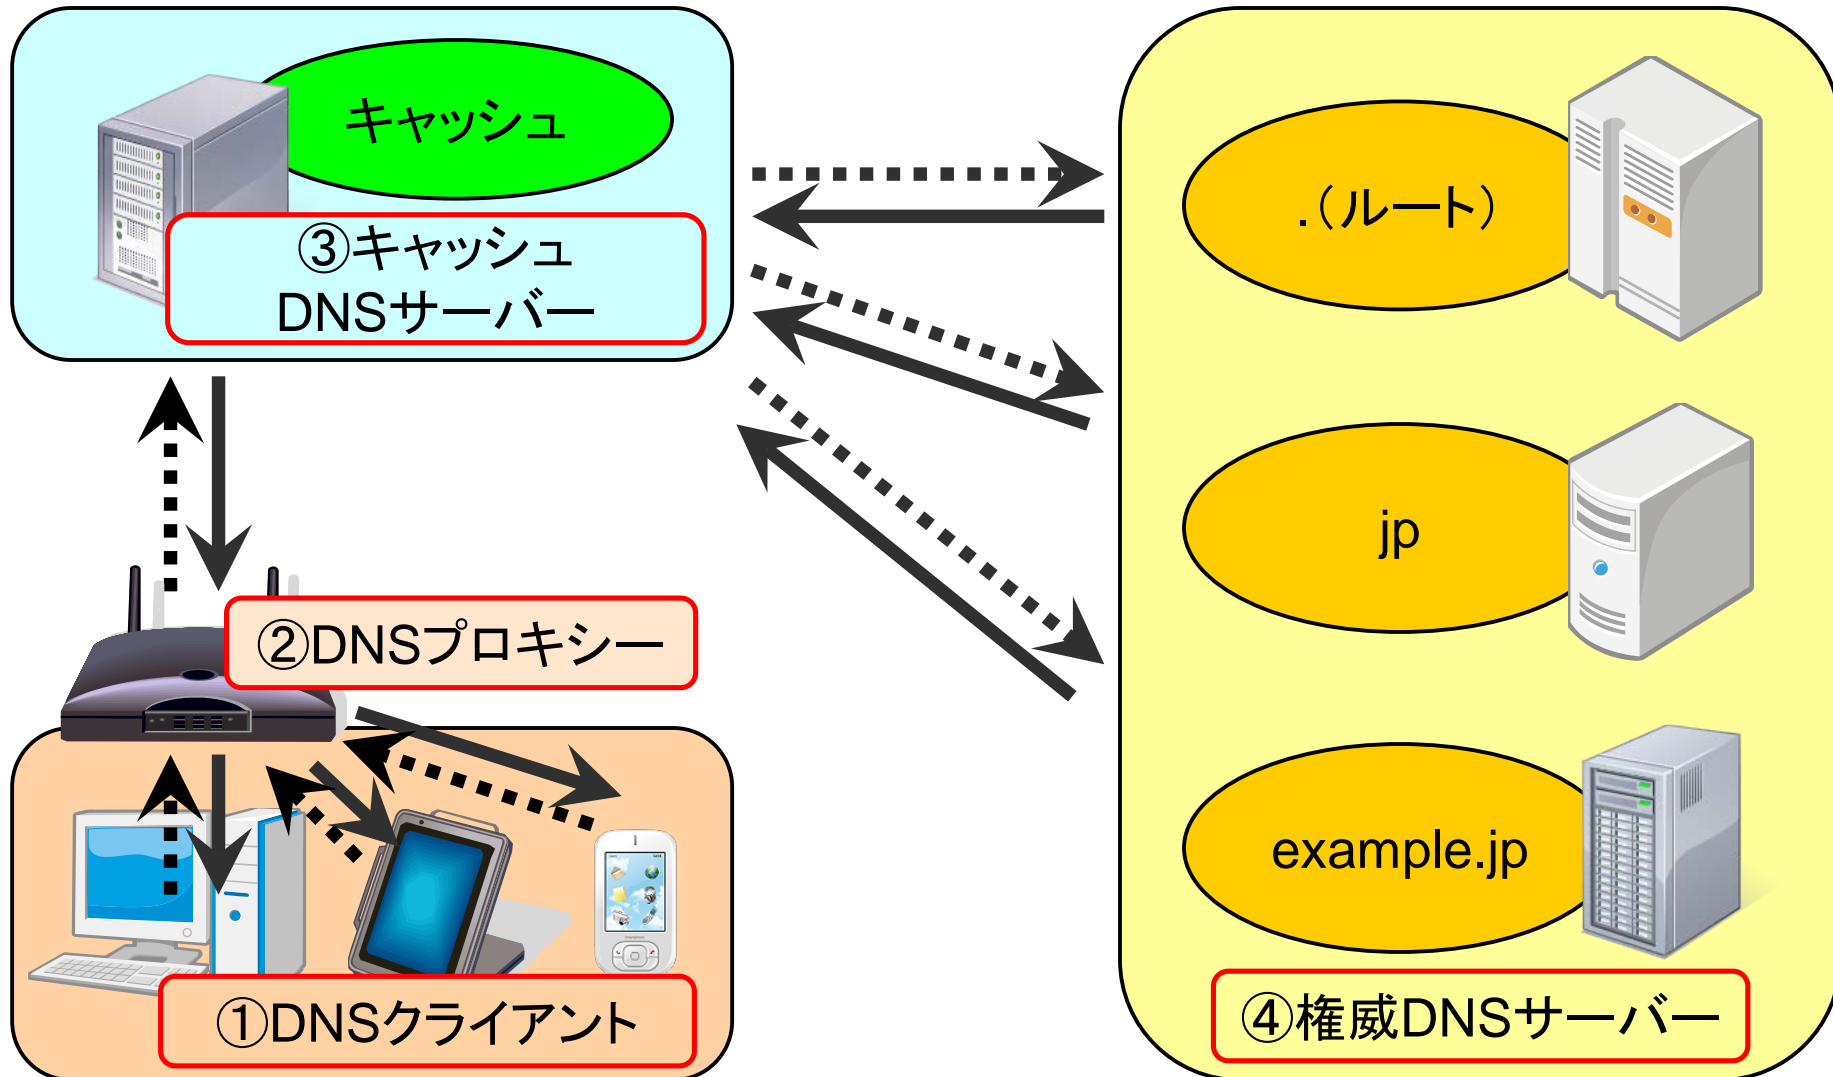 キャッシュ
③キャッシュ
DNSサーバー
②DNSプロキシー
①DNSクライアント
.(ルート)
jp
example.jp
④権威DNSサーバー